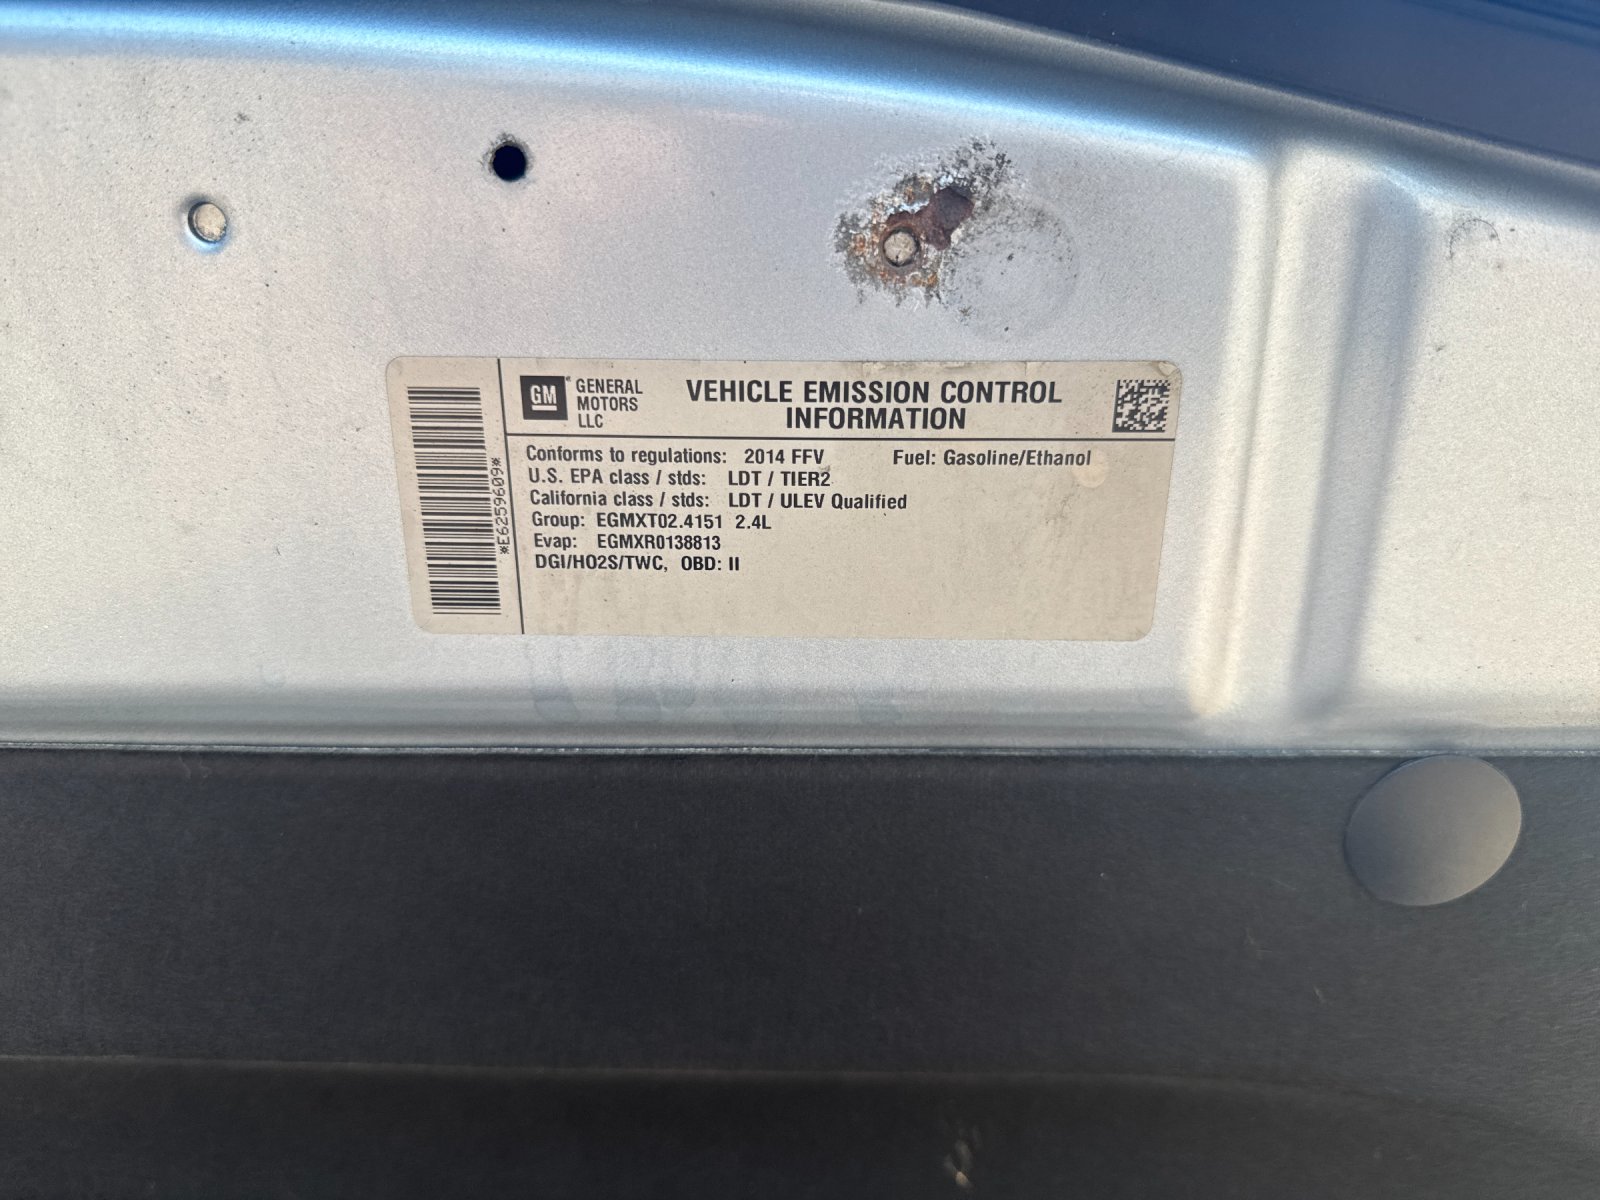 GM GENERAL
MOTORS
LLC
VEHICLE EMISSION CONTROL
INFORMATION
Conforms to regulations: 2014 FFV Fuel: Gasoline/Ethanol
U.S. EPA class / stds: LDT / TIER2
California class / stds: LDT / ULEV Qualified
Group: EGMXT02.4151 2.4L
Evap: EGMXR0138813
DGI/HO2S/TWC, OBD: II
*E6259609*